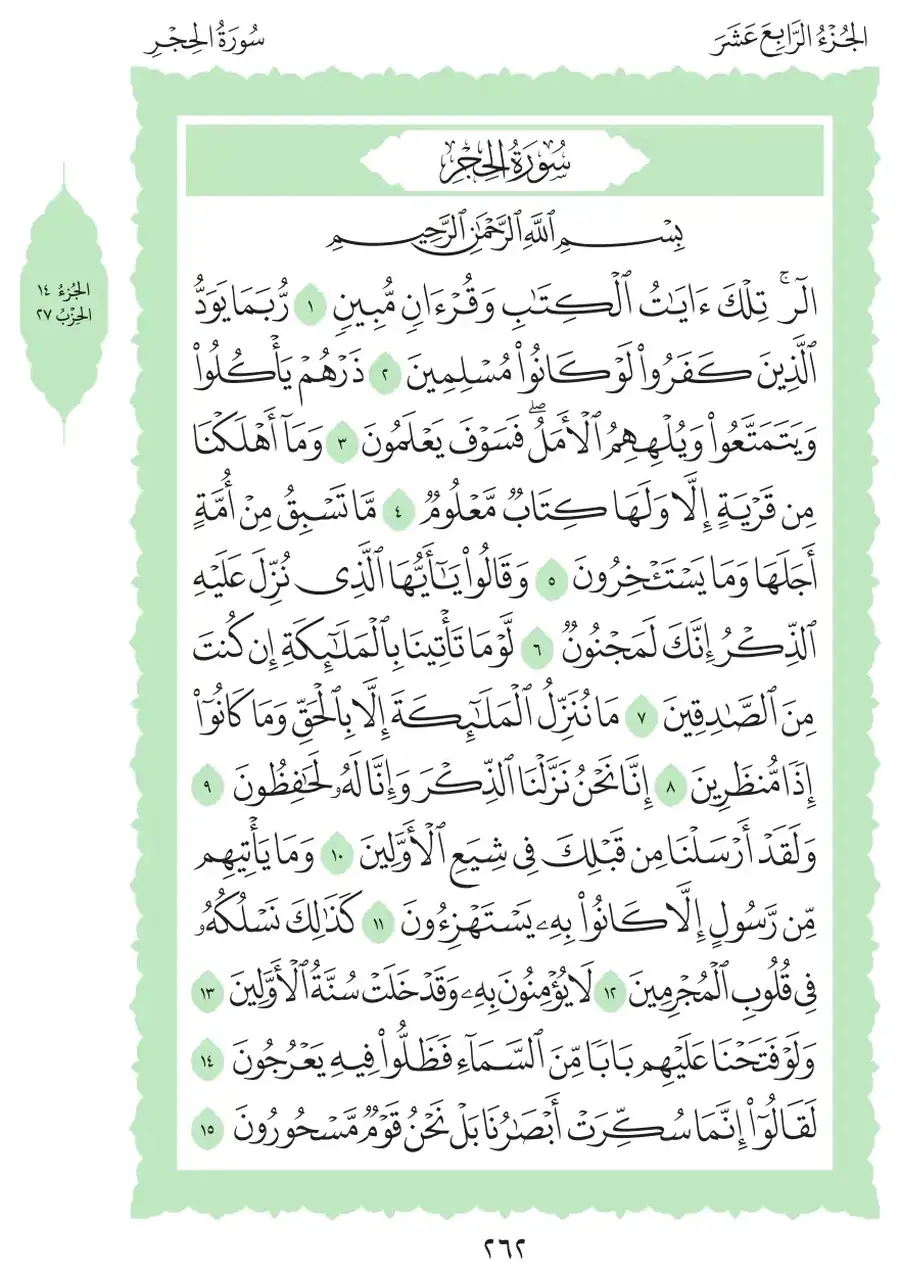 الجُزْءُ الرَّابِعَ عَشَرَ
سُورَةُ الحِجْرِ
سُورَةُ الحِجْرِ
بِسْمِ ٱللَّهِ ٱلرَّحْمَٰنِ ٱلرَّحِيمِ
الٓرۚ تِلْكَ ءَايَٰتُ ٱلْكِتَٰبِ وَقُرْءَانٍ مُّبِينٍ ١ رُّبَمَا يَوَدُّ
ٱلَّذِينَ كَفَرُوا۟ لَوْ كَانُوا۟ مُسْلِمِينَ ٢ ذَرْهُمْ يَأْكُلُوا۟
وَيَتَمَتَّعُوا۟ وَيُلْهِهِمُ ٱلْأَمَلُۖ فَسَوْفَ يَعْلَمُونَ ٣ وَمَآ أَهْلَكْنَا
مِن قَرْيَةٍ إِلَّا وَلَهَا كِتَابٌ مَّعْلُومٌ ٤ مَّا تَسْبِقُ مِنْ أُمَّةٍ
أَجَلَهَا وَمَا يَسْتَـْٔخِرُونَ ٥ وَقَالُوا۟ يَٰٓأَيُّهَا ٱلَّذِى نُزِّلَ عَلَيْهِ
ٱلذِّكْرُ إِنَّكَ لَمَجْنُونٌ ٦ لَّوْ مَا تَأْتِينَا بِٱلْمَلَٰٓئِكَةِ إِن كُنتَ
مِنَ ٱلصَّٰدِقِينَ ٧ مَا نُنَزِّلُ ٱلْمَلَٰٓئِكَةَ إِلَّا بِٱلْحَقِّ وَمَا كَانُوٓا۟
إِذًا مُّنظَرِينَ ٨ إِنَّا نَحْنُ نَزَّلْنَا ٱلذِّكْرَ وَإِنَّا لَهُۥ لَحَٰفِظُونَ ٩
وَلَقَدْ أَرْسَلْنَا مِن قَبْلِكَ فِى شِيَعِ ٱلْأَوَّلِينَ ١٠ وَمَا يَأْتِيهِم
مِّن رَّسُولٍ إِلَّا كَانُوا۟ بِهِۦ يَسْتَهْزِءُونَ ١١ كَذَٰلِكَ نَسْلُكُهُۥ
فِى قُلُوبِ ٱلْمُجْرِمِينَ ١٢ لَا يُؤْمِنُونَ بِهِۦ وَقَدْ خَلَتْ سُنَّةُ ٱلْأَوَّلِينَ ١٣
وَلَوْ فَتَحْنَا عَلَيْهِم بَابًا مِّنَ ٱلسَّمَآءِ فَظَلُّوا۟ فِيهِ يَعْرُجُونَ ١٤
لَقَالُوٓا۟ إِنَّمَا سُكِّرَتْ أَبْصَٰرُنَا بَلْ نَحْنُ قَوْمٌ مَّسْحُورُونَ ١٥
الجُزْءُ ١٤
الحِزْبُ ٢٧
٢٦٢